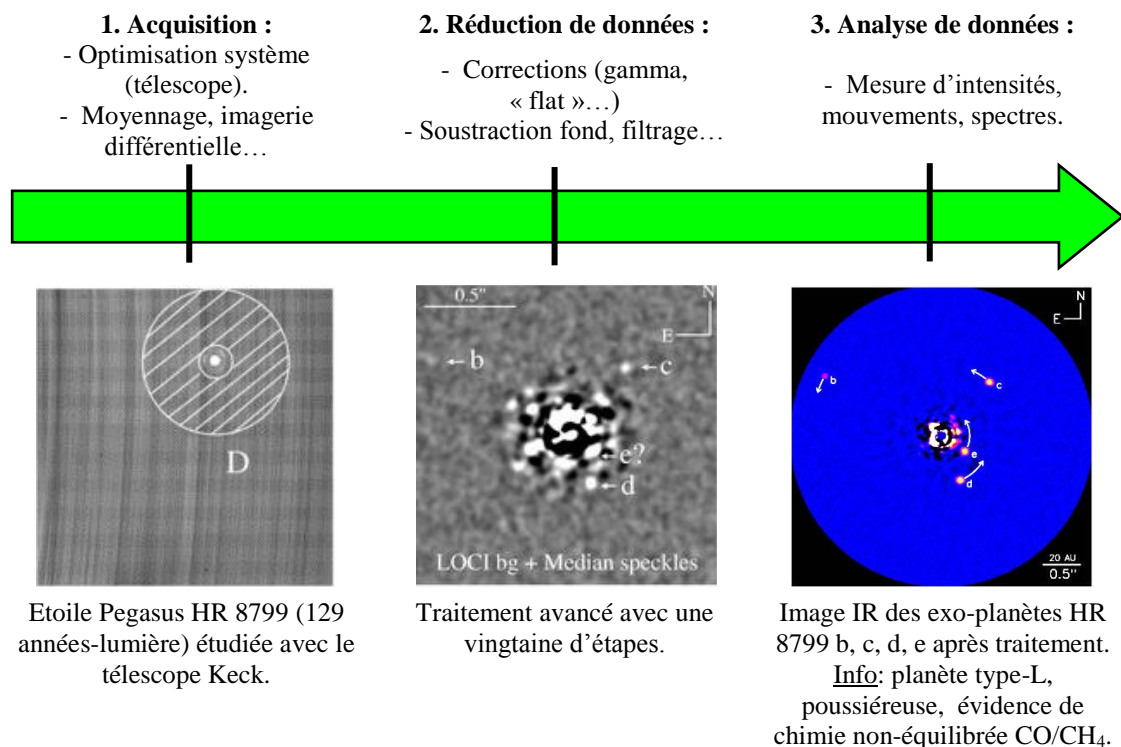 1. Acquisition :
- Optimisation système
(télescope).
- Moyennage, imagerie
différentielle…
2. Réduction de données :
- Corrections (gamma,
« flat »…)
- Soustraction fond, filtrage…
3. Analyse de données :
- Mesure d’intensités,
mouvements, spectres.
D
0.5"
N
E
b
c
e?
d
LOCI bg + Median speckles
N
E
b
c
e
d
20 AU
0.5"
Etoile Pegasus HR 8799 (129
années-lumière) étudiée avec le
télescope Keck.
Traitement avancé avec une
vingtaine d’étapes.
Image IR des exo-planètes HR
8799 b, c, d, e après traitement.
Info: planète type-L,
poussiéreuse, évidence de
chimie non-équilibrée CO/CH₄.